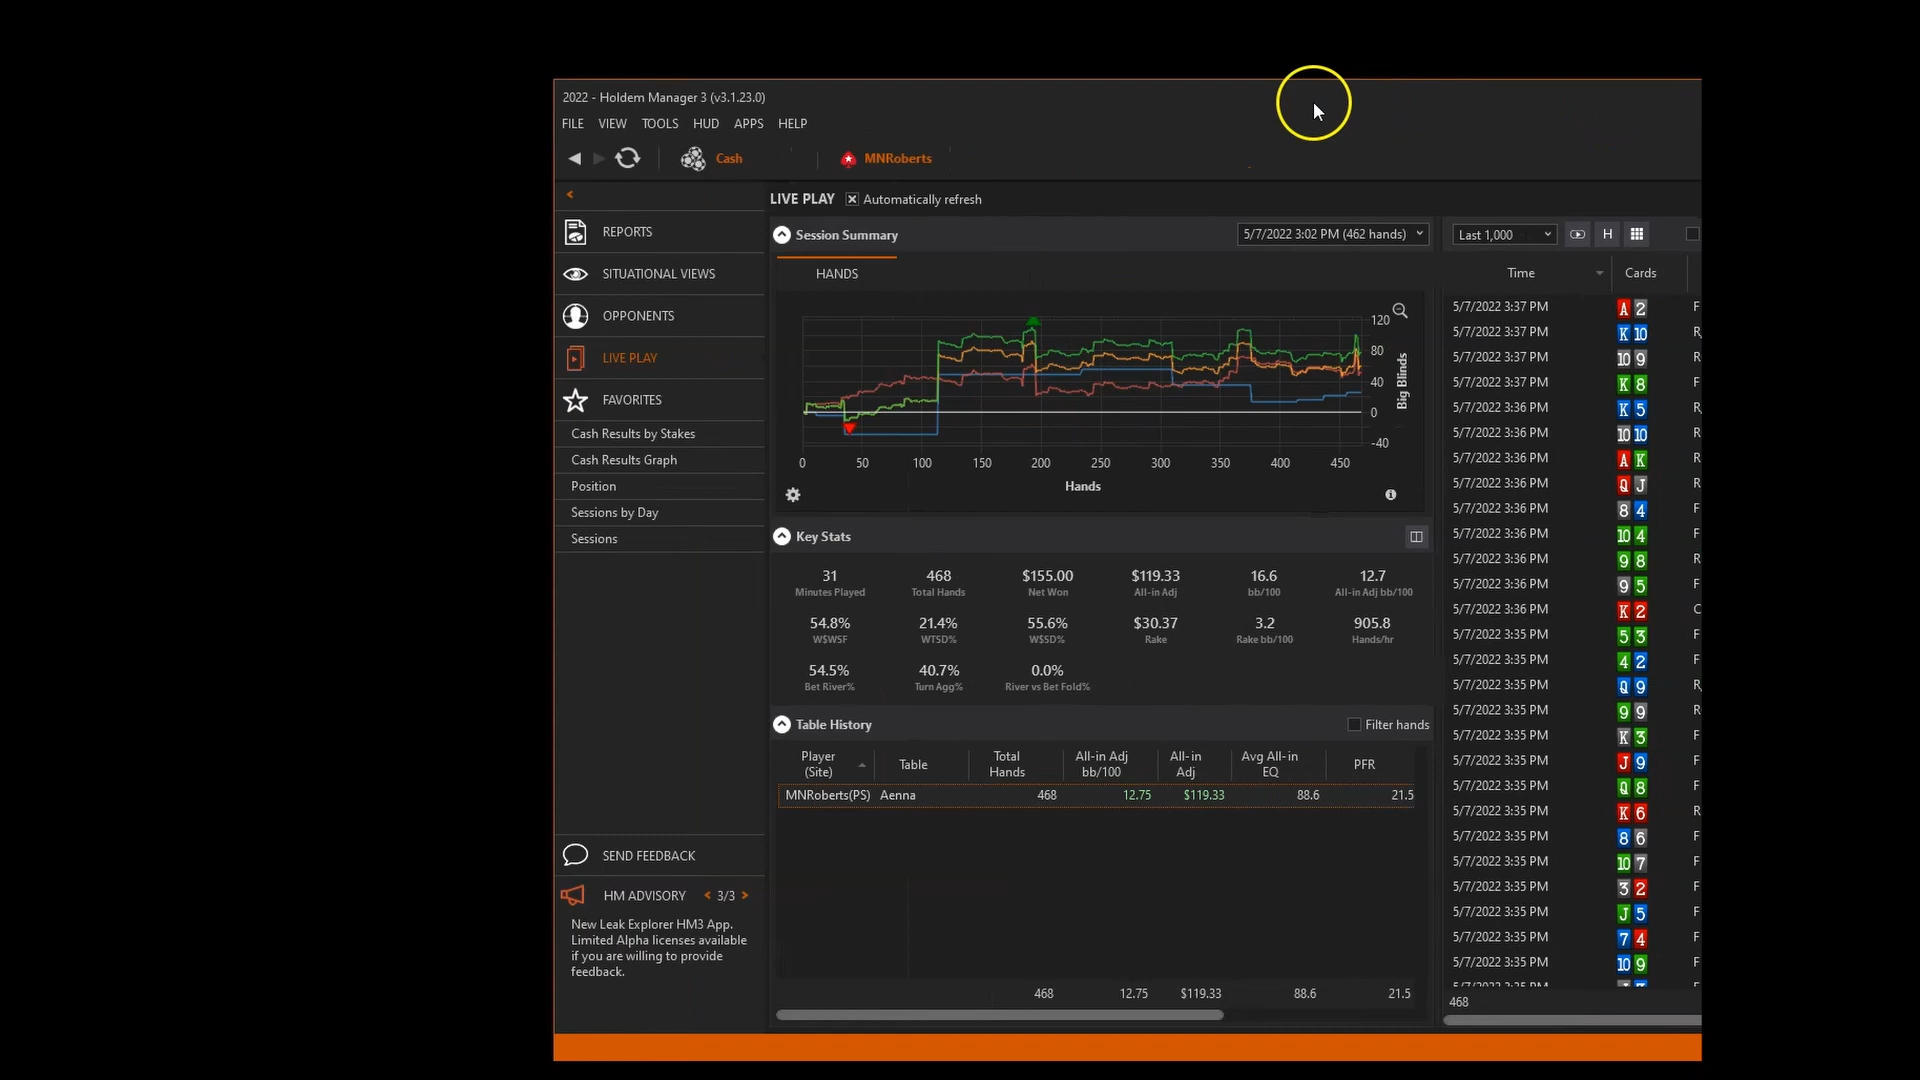 2022 - Holdem Manager 3 (v3.1.23.0)
FILE VIEW TOOLS HUD APPS HELP
Cash MNRoberts
LIVE PLAY Automatically refresh
REPORTS
SITUATIONAL VIEWS
OPPONENTS
LIVE PLAY
FAVORITES
Cash Results by Stakes
Cash Results Graph
Position
Sessions by Day
Sessions
SEND FEEDBACK
HM ADVISORY < 3/3 >
New Leak Explorer HM3 App.
Limited Alpha licenses available
if you are willing to provide
feedback.
Session Summary 5/7/2022 3:02 PM (462 hands)
HANDS
120
80
40
0
-40
Big Blinds
0 50 100 150 200 250 300 350 400 450
Hands
Key Stats
31 468 $155.00 $119.33 16.6 12.7
Minutes Played Total Hands Net Won All-in Adj bb/100 All-in Adj bb/100
54.8% 21.4% 55.6% $30.37 3.2 905.8
W$WSF WTSD% W$SD% Rake Rake bb/100 Hands/hr
54.5% 40.7% 0.0%
Bet River% Turn Agg% River vs Bet Fold%
Table History Filter hands
Player (Site) Table Total Hands All-in Adj bb/100 All-in Adj Avg All-in EQ PFR
MNRoberts(PS) Aenna 468 12.75 $119.33 88.6 21.5
468 12.75 $119.33 88.6 21.5
Last 1,000 H
Time Cards
5/7/2022 3:37 PM A 2 F
5/7/2022 3:37 PM K 10 R
5/7/2022 3:37 PM 10 9 R
5/7/2022 3:37 PM K 8 F
5/7/2022 3:36 PM K 5 R
5/7/2022 3:36 PM 10 10 R
5/7/2022 3:36 PM A K R
5/7/2022 3:36 PM Q J R
5/7/2022 3:36 PM 8 4 F
5/7/2022 3:36 PM 10 4 F
5/7/2022 3:36 PM 9 8 R
5/7/2022 3:36 PM 9 5 F
5/7/2022 3:36 PM K 2 C
5/7/2022 3:35 PM 5 3 F
5/7/2022 3:35 PM 4 2 F
5/7/2022 3:35 PM Q 9 R
5/7/2022 3:35 PM 9 9 R
5/7/2022 3:35 PM K 3 F
5/7/2022 3:35 PM J 9 F
5/7/2022 3:35 PM Q 8 F
5/7/2022 3:35 PM K 6 R
5/7/2022 3:35 PM 8 6 F
5/7/2022 3:35 PM 10 7 F
5/7/2022 3:35 PM 3 2 F
5/7/2022 3:35 PM J 5 F
5/7/2022 3:35 PM 7 4 F
5/7/2022 3:35 PM 10 9 F
468